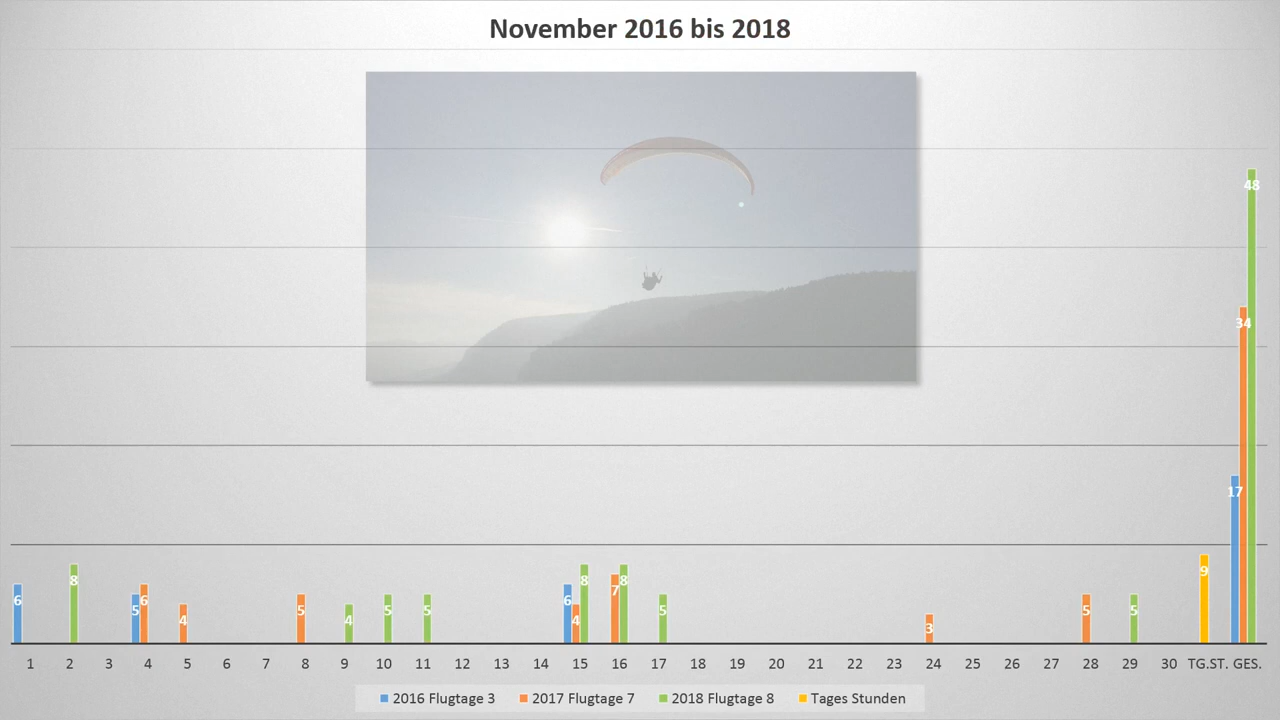 November 2016 bis 2018
48
34
17
9
6 8 5 6 4 5 4 5 5 6 4 8 7 8 5 3 5 5
1 2 3 4 5 6 7 8 9 10 11 12 13 14 15 16 17 18 19 20 21 22 23 24 25 26 27 28 29 30 TG.ST. GES.
2016 Flugtage 3 2017 Flugtage 7 2018 Flugtage 8 Tages Stunden